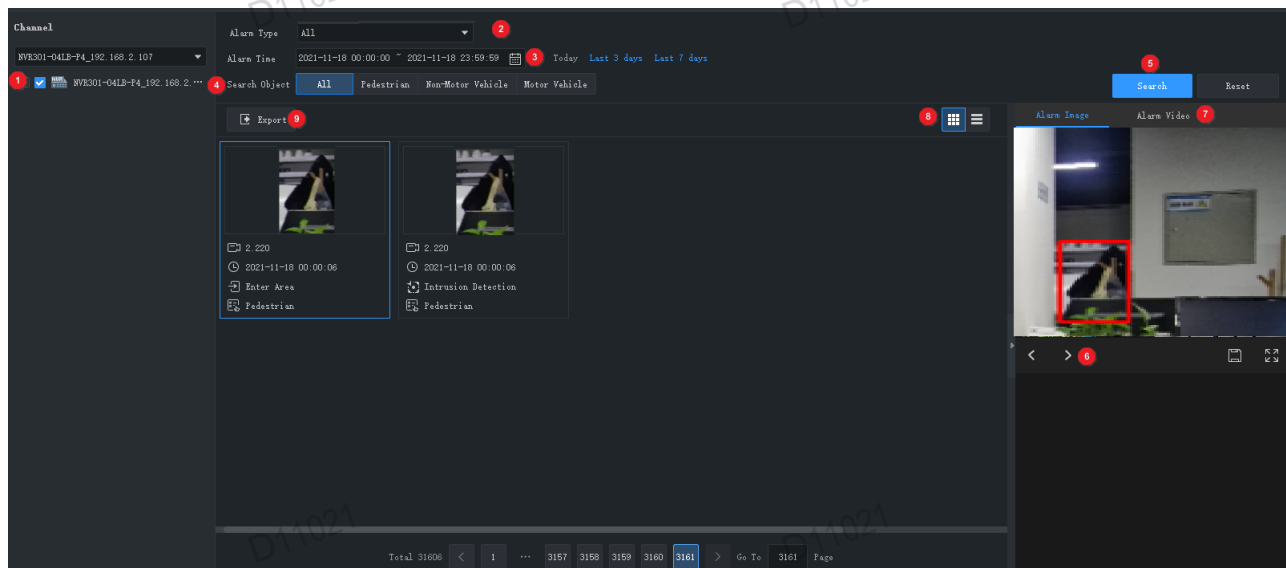 D11021
D11021
Channel
NVR301-04LB-P4_192.168.2.107
1
NVR301-04LB-P4_192.168.2.···
Alarm Type
All
2
Alarm Time
2021-11-18 00:00:00 ~ 2021-11-18 23:59:59
3
Today
Last 3 days
Last 7 days
4
Search Object
All
Pedestrian
Non-Motor Vehicle
Motor Vehicle
5
Search
Reset
Export
9
8
Alarm Image
Alarm Video
7
2.220
2021-11-18 00:00:06
Enter Area
Pedestrian
2.220
2021-11-18 00:00:06
Intrusion Detection
Pedestrian
6
D11021
D11021
Total 31606 < 1 ··· 3157 3158 3159 3160 3161 > Go To 3161 Page